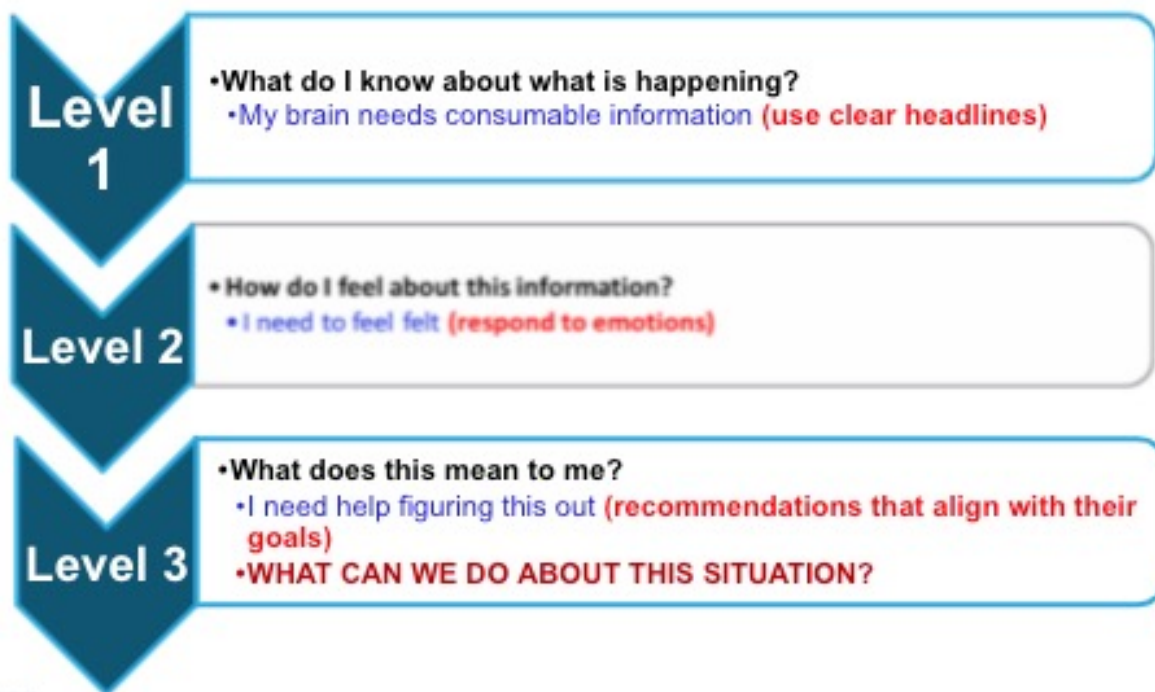 Level
1
•What do I know about what is happening?
•My brain needs consumable information (use clear headlines)
Level 2
•How do I feel about this information?
•I need to feel felt (respond to emotions)
Level 3
•What does this mean to me?
•I need help figuring this out (recommendations that align with their
goals)
•WHAT CAN WE DO ABOUT THIS SITUATION?